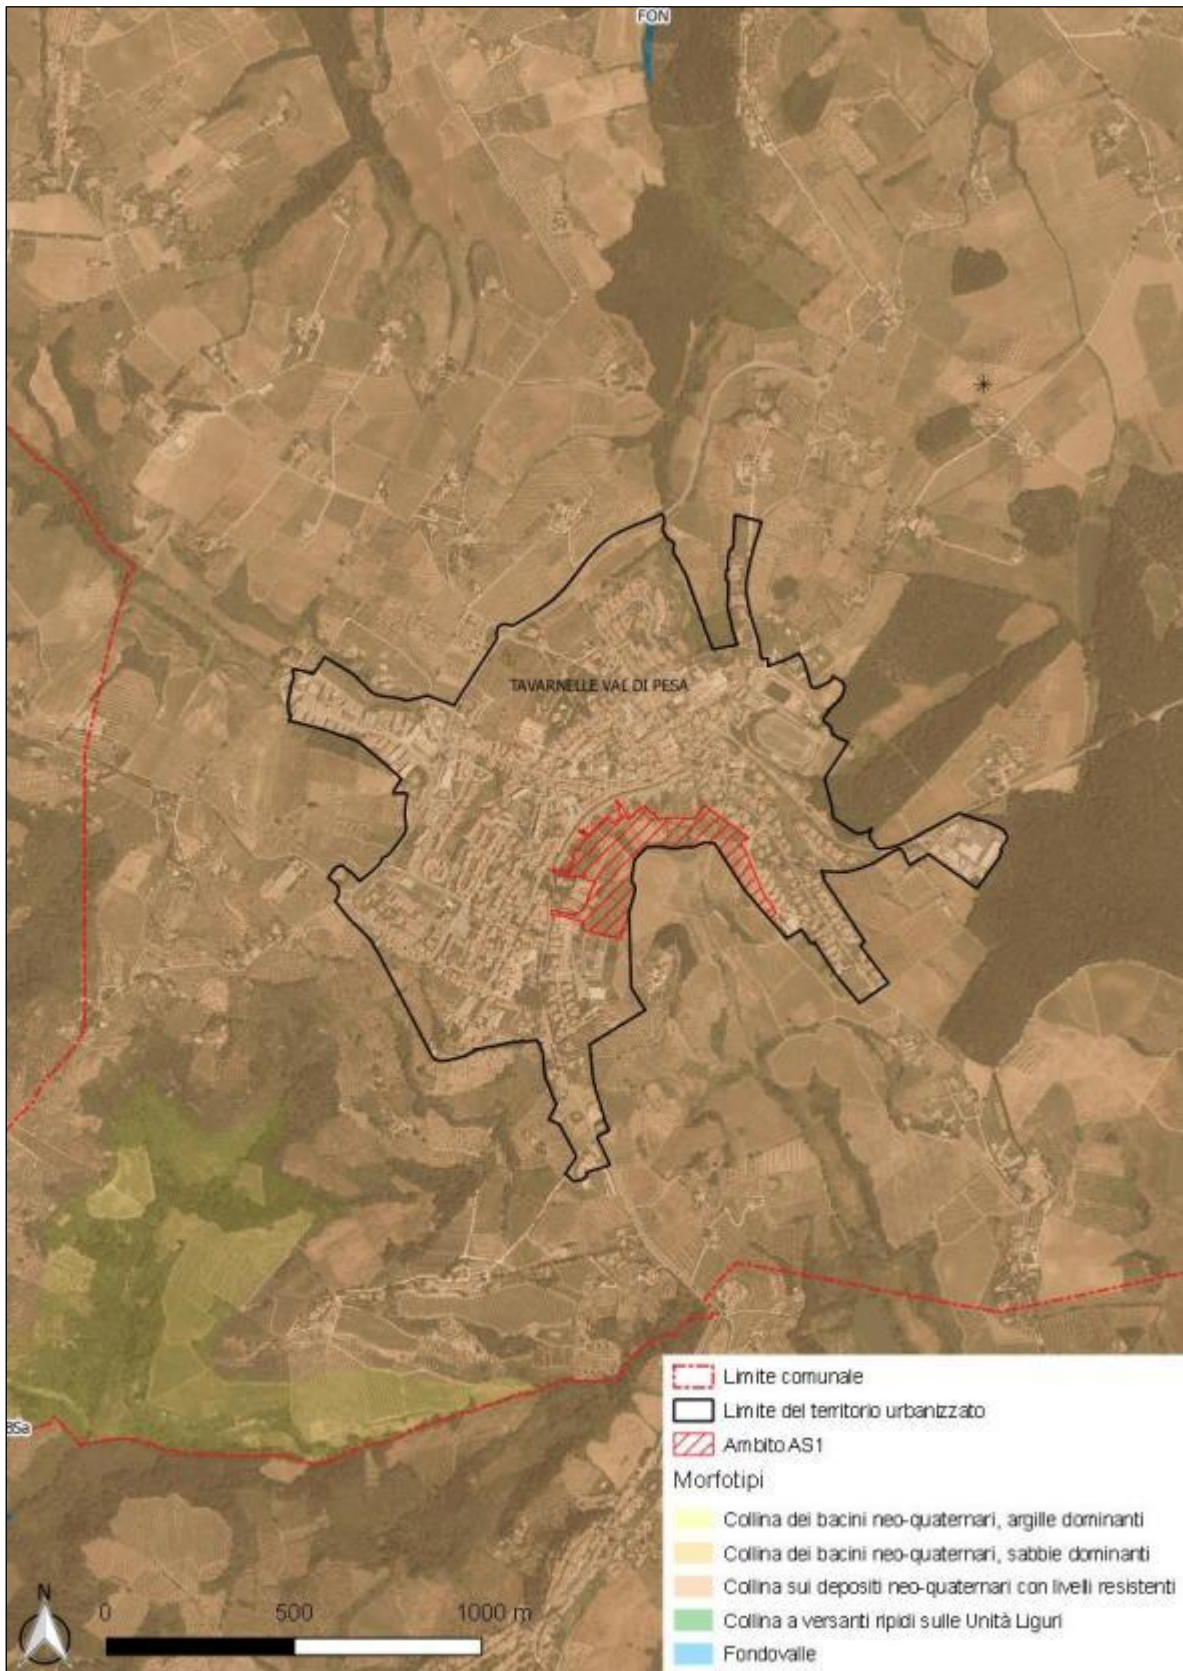 FON
TAVARNELLE VAL DI PESA
BSa
Limite comunale
Limite del territorio urbanizzato
Ambito AS1
Morfotipi
Collina dei bacini neo-quaternari, argille dominanti
Collina dei bacini neo-quaternari, sabbie dominanti
Collina sui depositi neo-quaternari con livelli resistenti
Collina a versanti ripidi sulle Unità Liguri
Fondovalle
N
0 500 1000 m